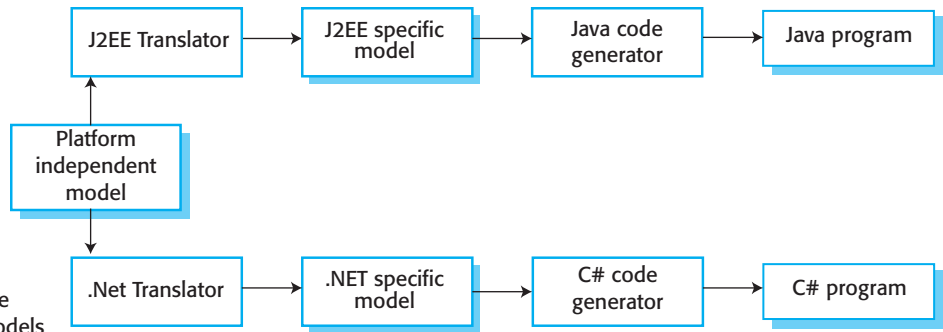 J2EE Translator
J2EE specific
model
Java code
generator
Java program
Platform
independent
model
.Net Translator
.NET specific
model
C# code
generator
C# program